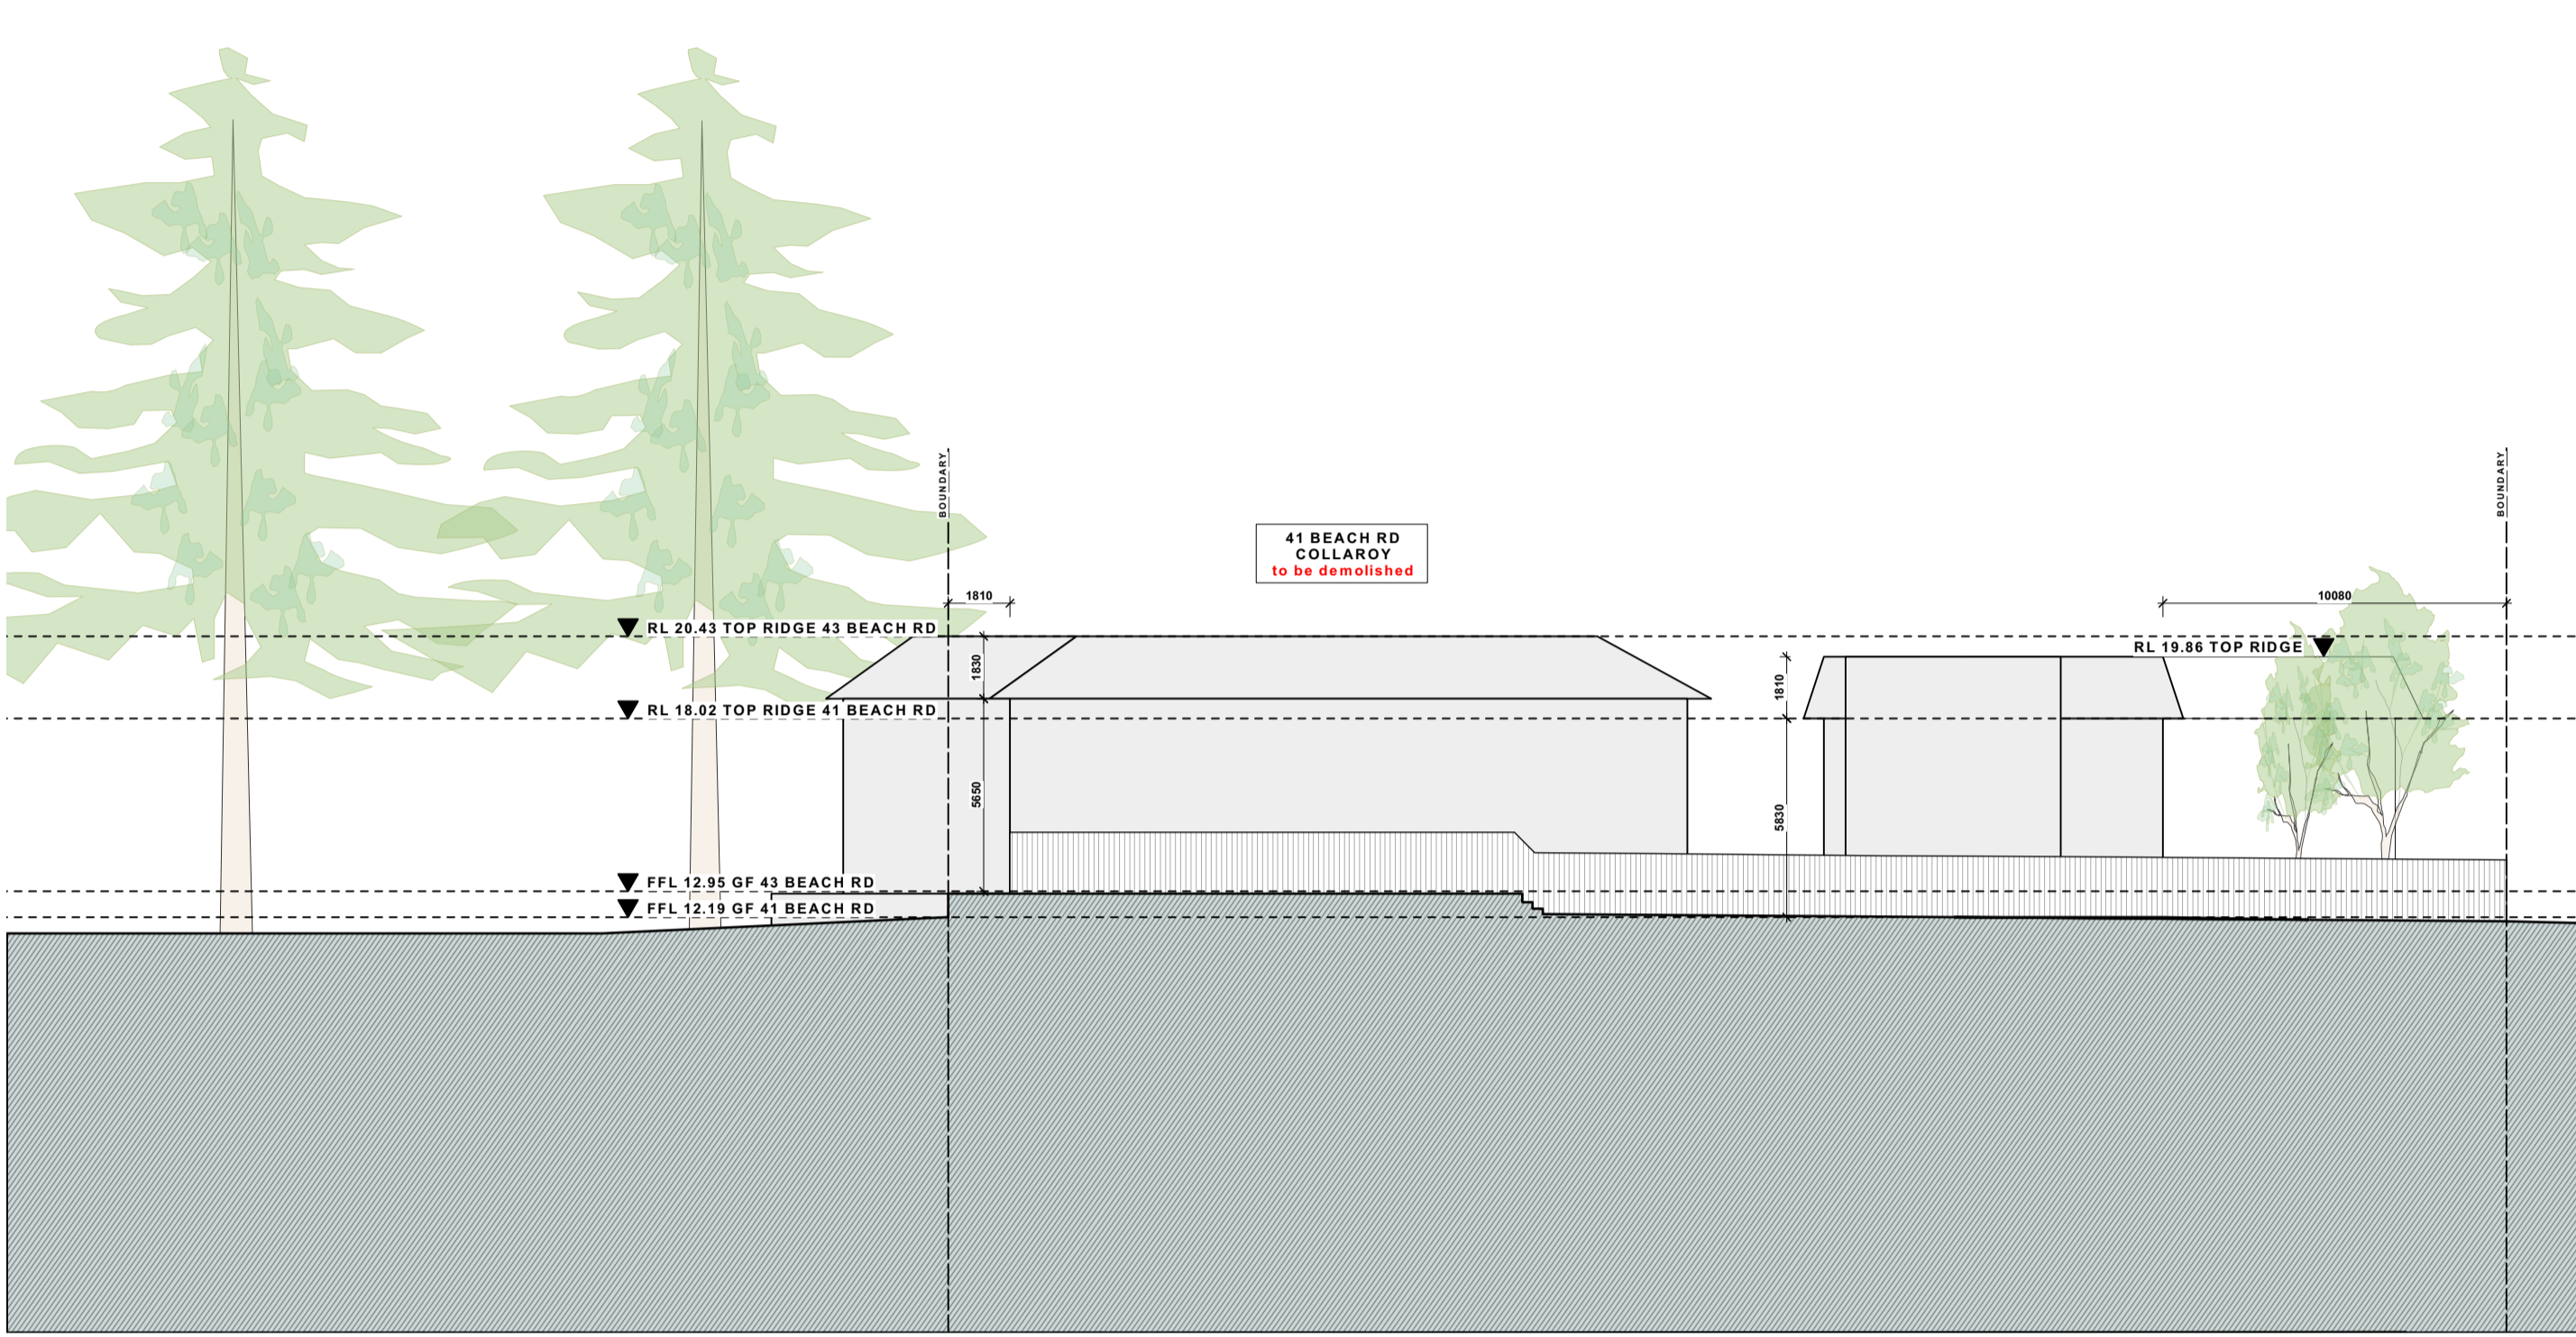 BOUNDARY
BOUNDARY
41 BEACH RD
COLLAROY
to be demolished
1810
10080
RL 20.43 TOP RIDGE 43 BEACH RD
RL 19.86 TOP RIDGE
1830
1810
RL 18.02 TOP RIDGE 41 BEACH RD
5650
5830
FFL 12.95 GF 43 BEACH RD
FFL 12.19 GF 41 BEACH RD